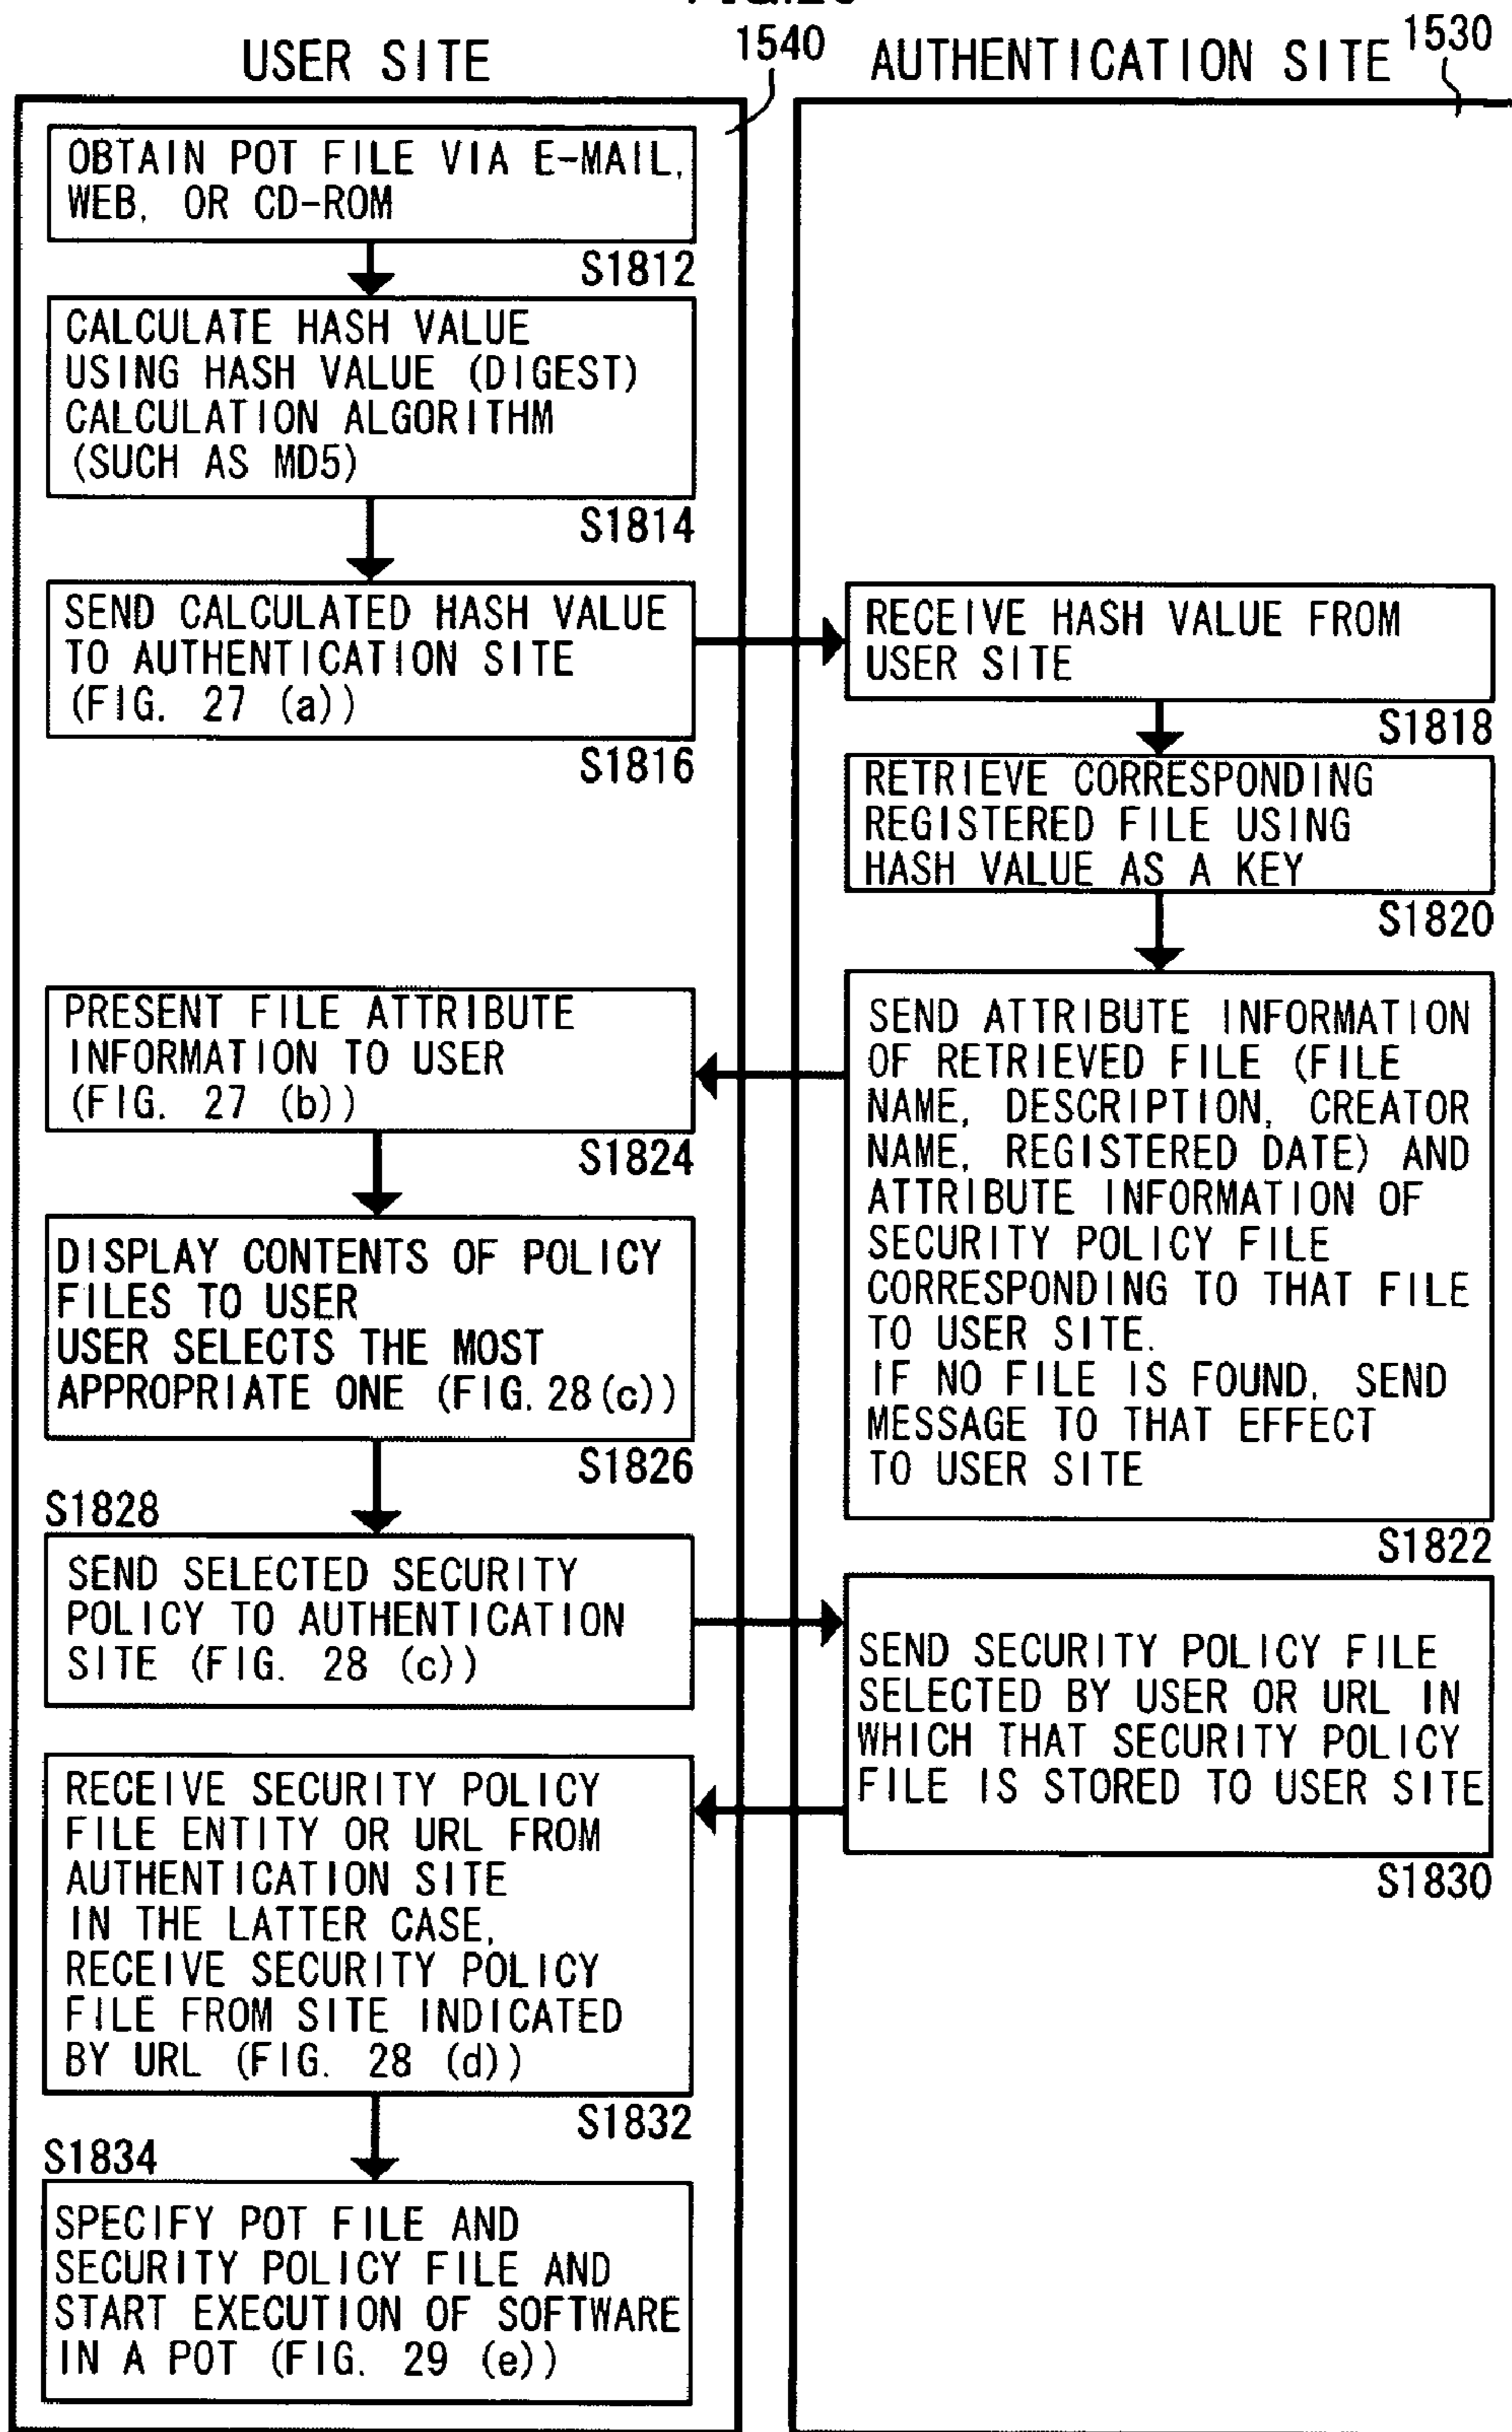 USER SITE
1540
AUTHENTICATION SITE
1530
OBTAIN POT FILE VIA E-MAIL,
WEB, OR CD-ROM
S1812
CALCULATE HASH VALUE
USING HASH VALUE (DIGEST)
CALCULATION ALGORITHM
(SUCH AS MD5)
S1814
SEND CALCULATED HASH VALUE
TO AUTHENTICATION SITE
(FIG. 27 (a))
S1816
RECEIVE HASH VALUE FROM
USER SITE
S1818
RETRIEVE CORRESPONDING
REGISTERED FILE USING
HASH VALUE AS A KEY
S1820
SEND ATTRIBUTE INFORMATION
OF RETRIEVED FILE (FILE
NAME, DESCRIPTION, CREATOR
NAME, REGISTERED DATE) AND
ATTRIBUTE INFORMATION OF
SECURITY POLICY FILE
CORRESPONDING TO THAT FILE
TO USER SITE.
IF NO FILE IS FOUND, SEND
MESSAGE TO THAT EFFECT
TO USER SITE
S1822
PRESENT FILE ATTRIBUTE
INFORMATION TO USER
(FIG. 27 (b))
S1824
DISPLAY CONTENTS OF POLICY
FILES TO USER
USER SELECTS THE MOST
APPROPRIATE ONE (FIG. 28 (c))
S1826
S1828
SEND SELECTED SECURITY
POLICY TO AUTHENTICATION
SITE (FIG. 28 (c))
SEND SECURITY POLICY FILE
SELECTED BY USER OR URL IN
WHICH THAT SECURITY POLICY
FILE IS STORED TO USER SITE
S1830
RECEIVE SECURITY POLICY
FILE ENTITY OR URL FROM
AUTHENTICATION SITE
IN THE LATTER CASE,
RECEIVE SECURITY POLICY
FILE FROM SITE INDICATED
BY URL (FIG. 28 (d))
S1832
S1834
SPECIFY POT FILE AND
SECURITY POLICY FILE AND
START EXECUTION OF SOFTWARE
IN A POT (FIG. 29 (e))